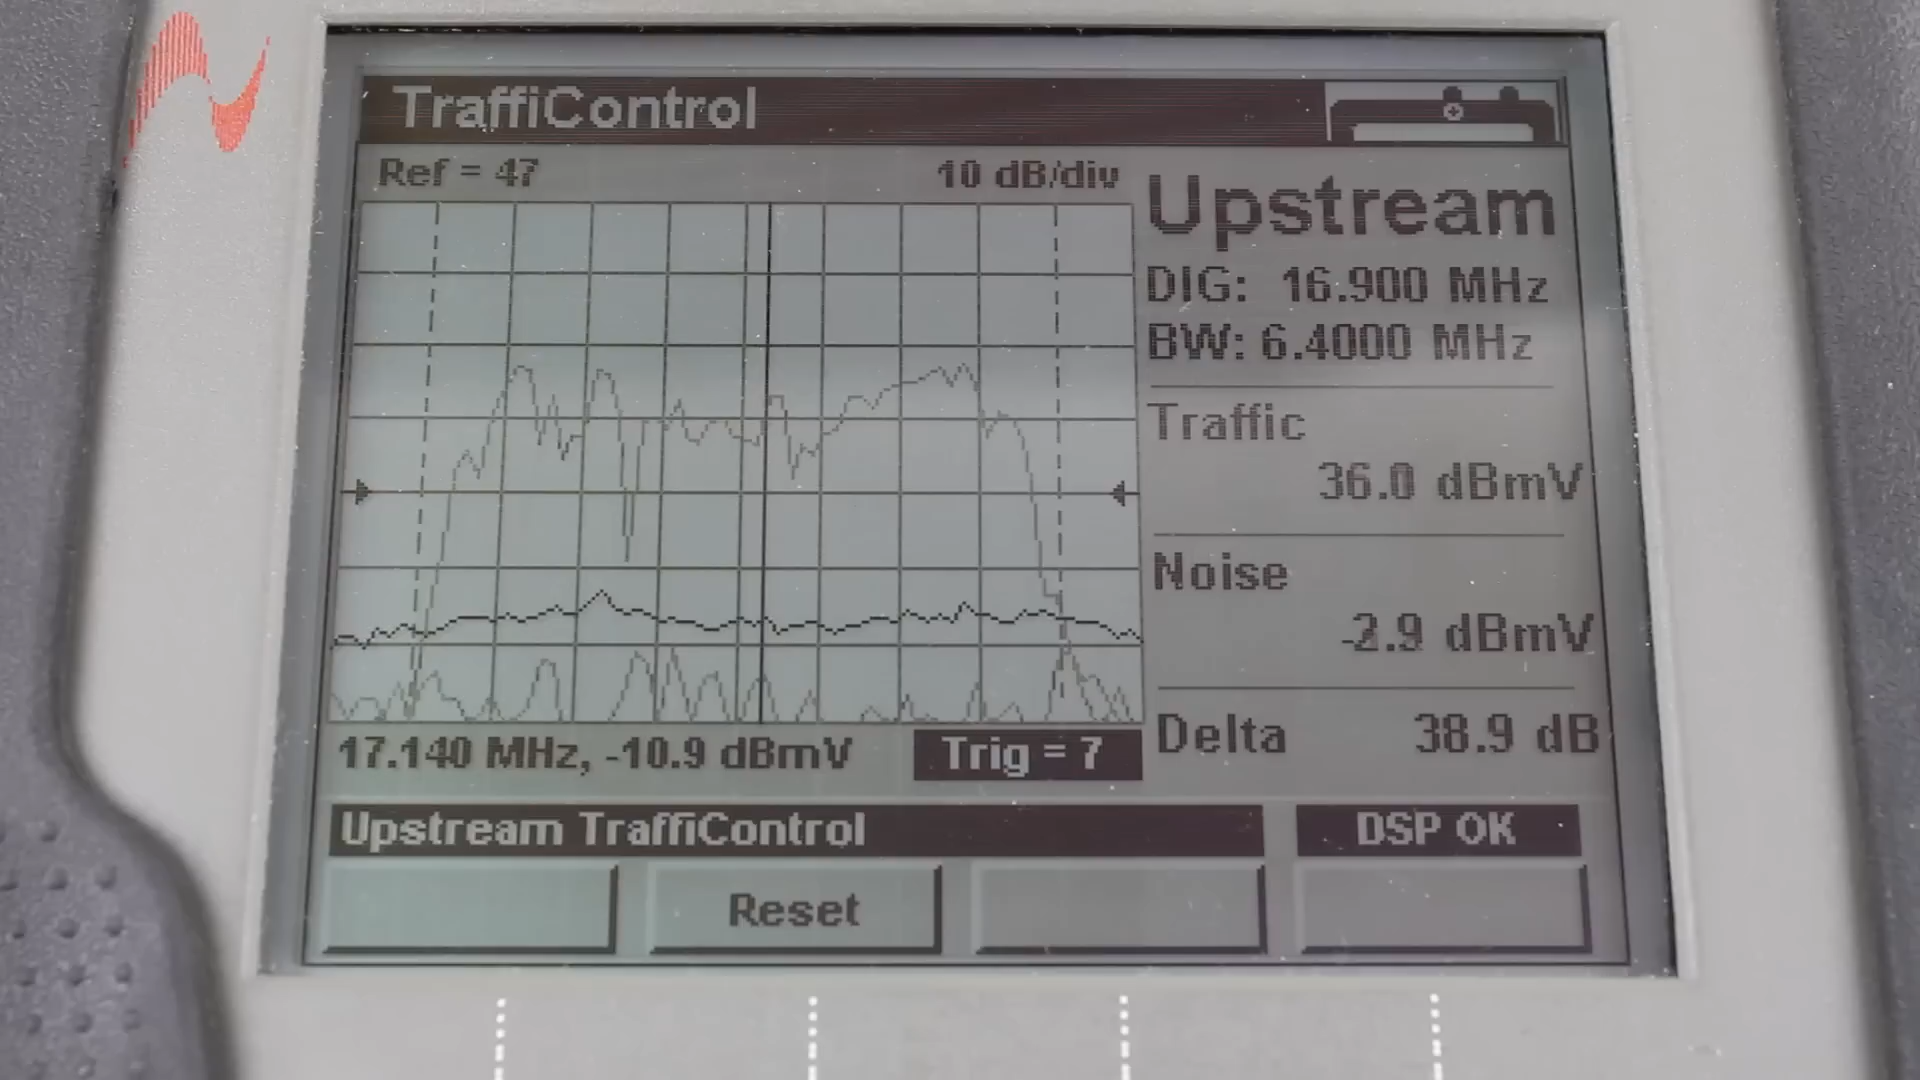 TraffiControl
Ref = 47 10 dB/div
Upstream
DIG: 16.900 MHz
BW: 6.4000 MHz
Traffic
36.0 dBmV
Noise
-2.9 dBmV
Delta 38.9 dB
17.140 MHz, -10.9 dBmV Trig = 7
Upstream TraffiControl DSP OK
Reset